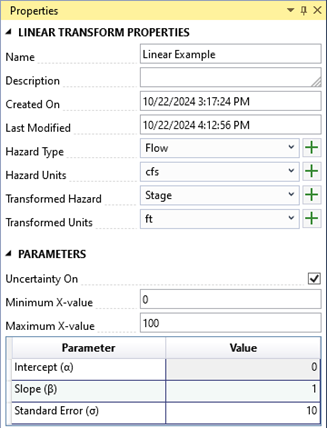 Properties
LINEAR TRANSFORM PROPERTIES
Name Linear Example
Description
Created On 10/22/2024 3:17:24 PM
Last Modified 10/22/2024 4:12:56 PM
Hazard Type Flow
Hazard Units cfs
Transformed Hazard Stage
Transformed Units ft
PARAMETERS
Uncertainty On
Minimum X-value 0
Maximum X-value 100
Parameter Value
Intercept (α) 0
Slope (β) 1
Standard Error (σ) 10